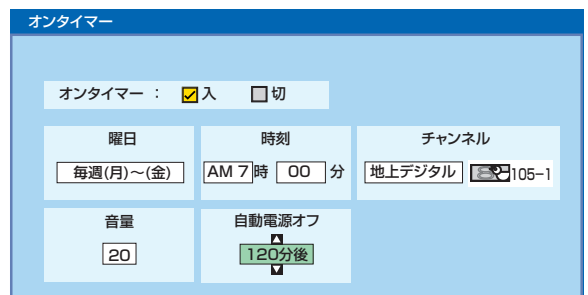 オンタイマー
オンタイマー : 入 切
曜日 時刻 チャンネル
毎週(月)～(金) AM 7 時 00 分 地上デジタル 105−1
音量 自動電源オフ
20 120分後